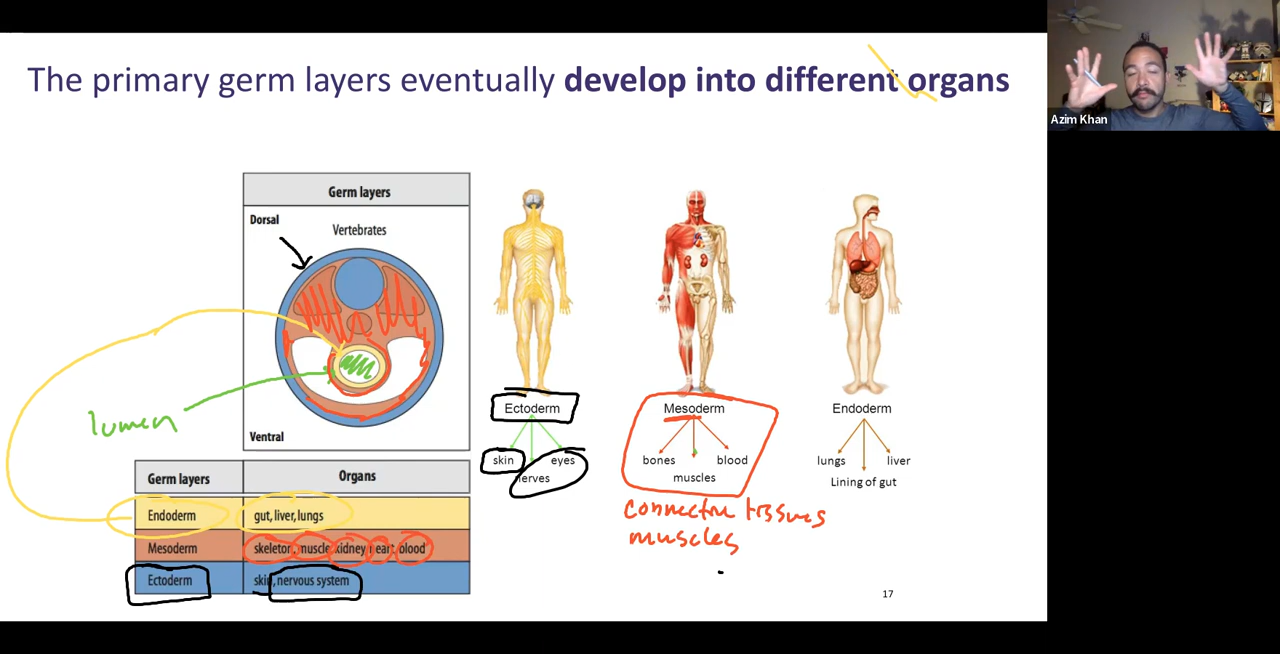 The primary germ layers eventually develop into different organs
Azim Khan
Germ layers
Dorsal
Vertebrates
lumen
Ventral
Germ layers Organs
Endoderm gut, liver, lungs
Mesoderm skeleton, muscle, kidney, heart, blood
Ectoderm skin, nervous system
Ectoderm
skin eyes
nerves
Mesoderm
bones blood
muscles
connective tissues
muscles
Endoderm
lungs liver
Lining of gut
17